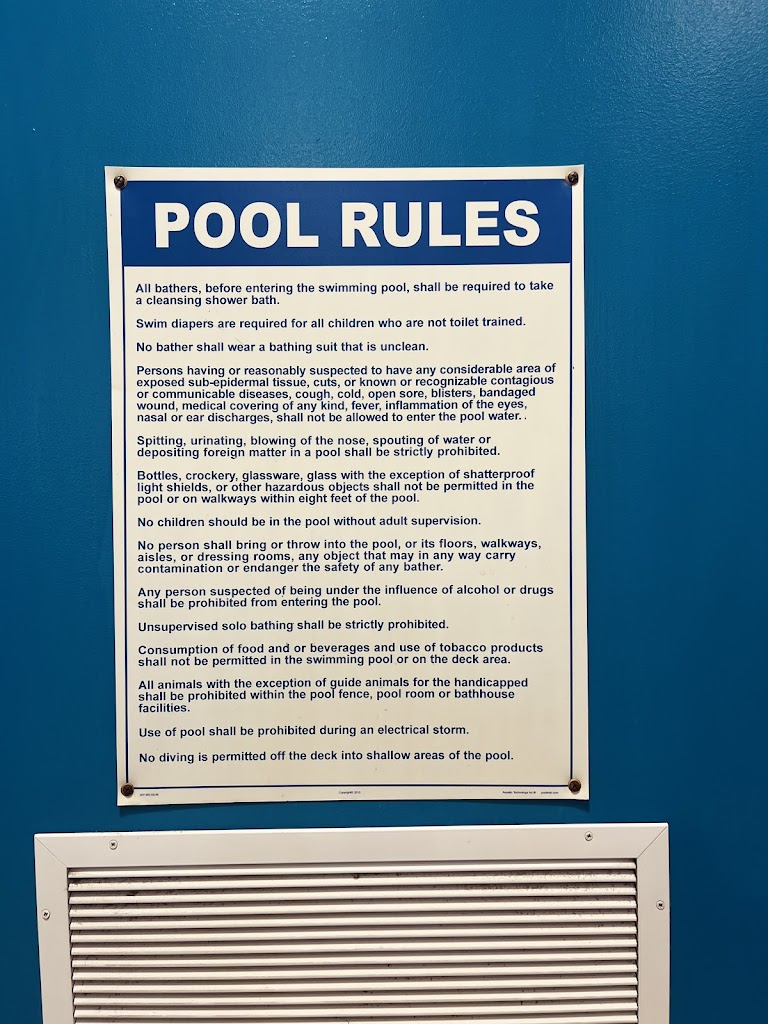 POOL RULES
All bathers, before entering the swimming pool, shall be required to take
a cleansing shower bath.
Swim diapers are required for all children who are not toilet trained.
No bather shall wear a bathing suit that is unclean.
Persons having or reasonably suspected to have any considerable area of
exposed sub-epidermal tissue, cuts, or known or recognizable contagious
or communicable diseases, cough, cold, open sore, blisters, bandaged
wound, medical covering of any kind, fever, inflammation of the eyes,
nasal or ear discharges, shall not be allowed to enter the pool water. .
Spitting, urinating, blowing of the nose, spouting of water or
depositing foreign matter in a pool shall be strictly prohibited.
Bottles, crockery, glassware, glass with the exception of shatterproof
light shields, or other hazardous objects shall not be permitted in the
pool or on walkways within eight feet of the pool.
No children should be in the pool without adult supervision.
No person shall bring or throw into the pool, or its floors, walkways,
aisles, or dressing rooms, any object that may in any way carry
contamination or endanger the safety of any bather.
Any person suspected of being under the influence of alcohol or drugs
shall be prohibited from entering the pool.
Unsupervised solo bathing shall be strictly prohibited.
Consumption of food and or beverages and use of tobacco products
shall not be permitted in the swimming pool or on the deck area.
All animals with the exception of guide animals for the handicapped
shall be prohibited within the pool fence, pool room or bathhouse
facilities.
Use of pool shall be prohibited during an electrical storm.
No diving is permitted off the deck into shallow areas of the pool.